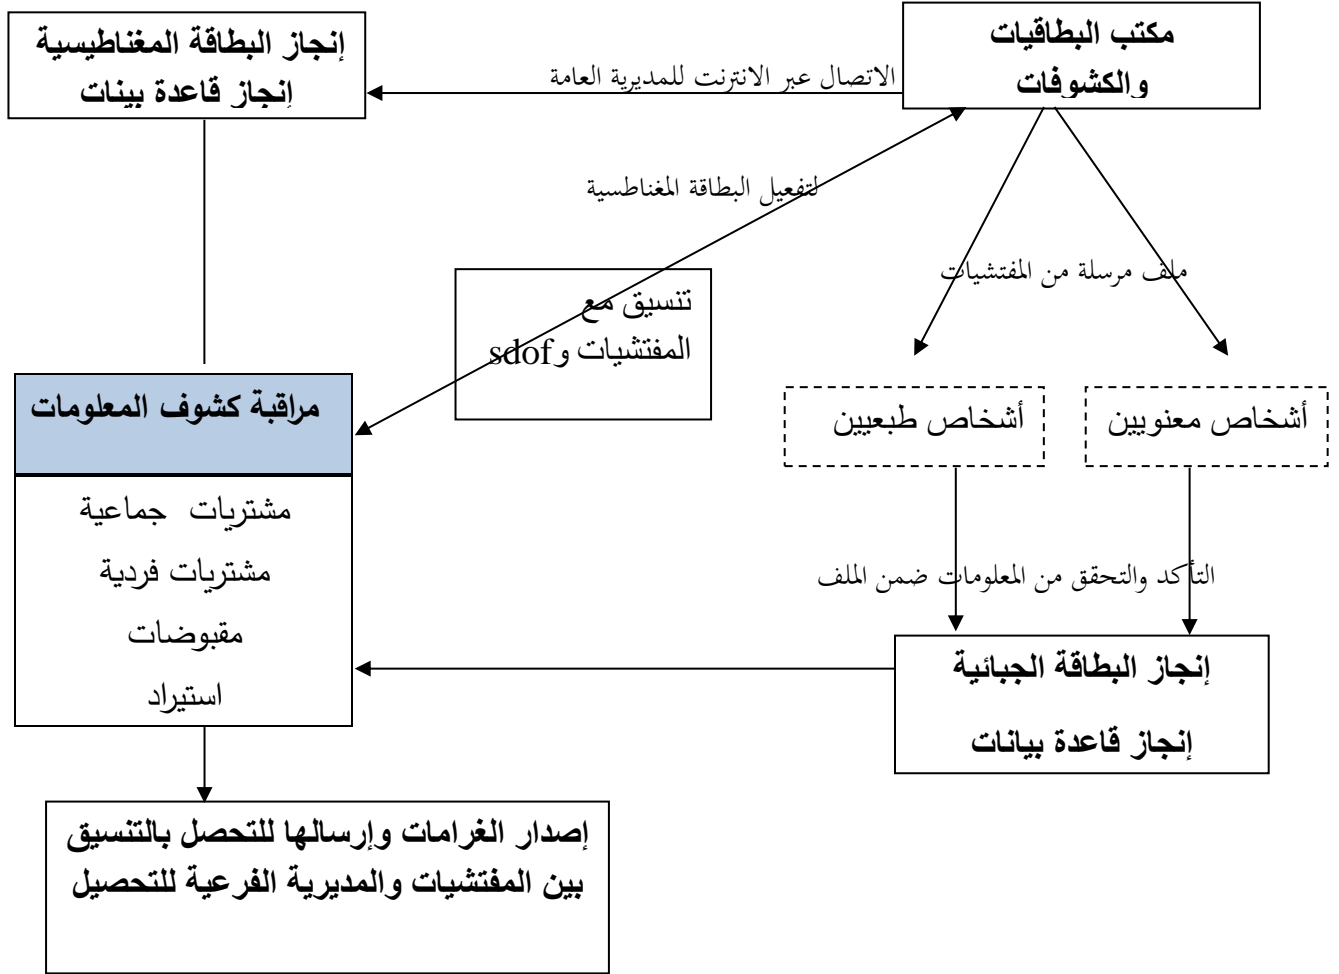 مكتب البطاقيات
والكشوفات
إنجاز البطاقة المغناطيسية
إنجاز قاعدة بينات
الاتصال عبر الانترنت للمديرية العامة
لتفعيل البطاقة المغناطسية
ملف مرسلة من المفتشيات
تنسيق مع
المفتشيات وsdof
أشخاص معنويين
أشخاص طبعيين
مراقبة كشوف المعلومات
مشتريات جماعية
مشتريات فردية
مقبوضات
استيراد
التأكد والتحقق من المعلومات ضمن الملف
إنجاز البطاقة الجبائية
إنجاز قاعدة بيانات
إصدار الغرامات وإرسالها للتحصل بالتنسيق
بين المفتشيات والمديرية الفرعية للتحصيل